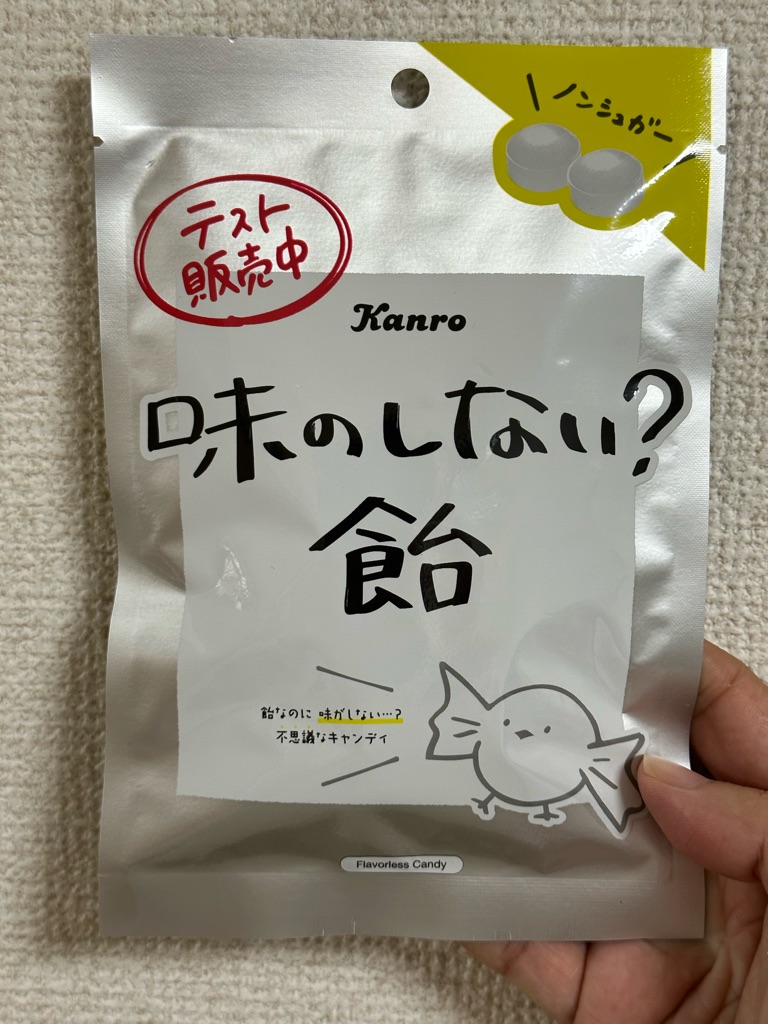 ノンシュガー
テスト
販売中
Kanro
味のしない?
飴
飴なのに 味がしない…?
不思議なキャンディ
Flavorless Candy